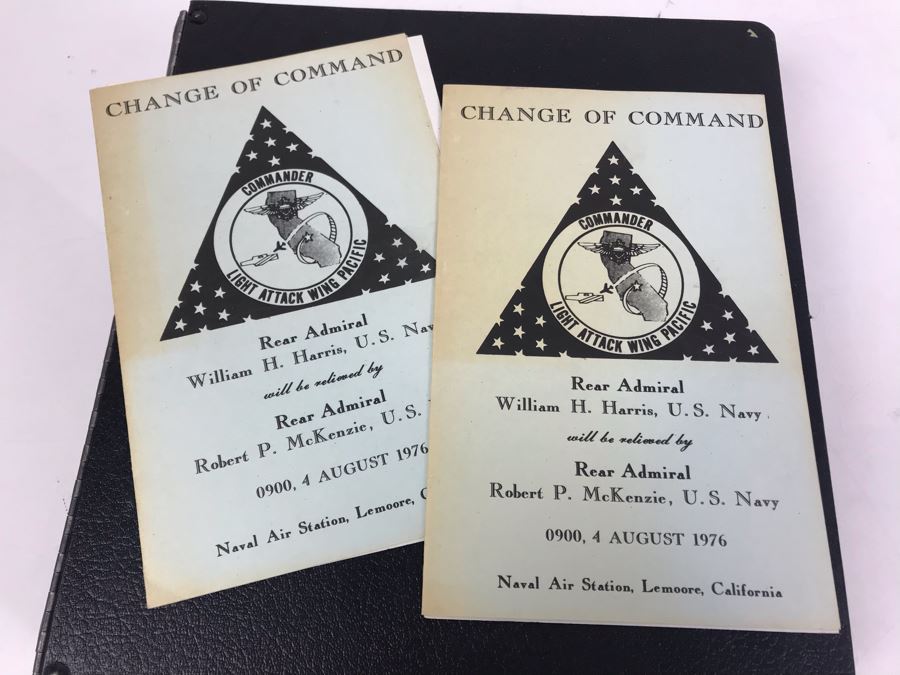 CHANGE OF COMMAND
COMMANDER
LIGHT ATTACK WING PACIFIC
Rear Admiral
William H. Harris, U.S. Nav
will be relieved by
Rear Admiral
Robert P. McKenzie, U.S.
0900, 4 AUGUST 1976
Naval Air Station, Lemoore, C
CHANGE OF COMMAND
COMMANDER
LIGHT ATTACK WING PACIFIC
Rear Admiral
William H. Harris, U.S. Navy
will be relieved by
Rear Admiral
Robert P. McKenzie, U.S. Navy
0900, 4 AUGUST 1976
Naval Air Station, Lemoore, California